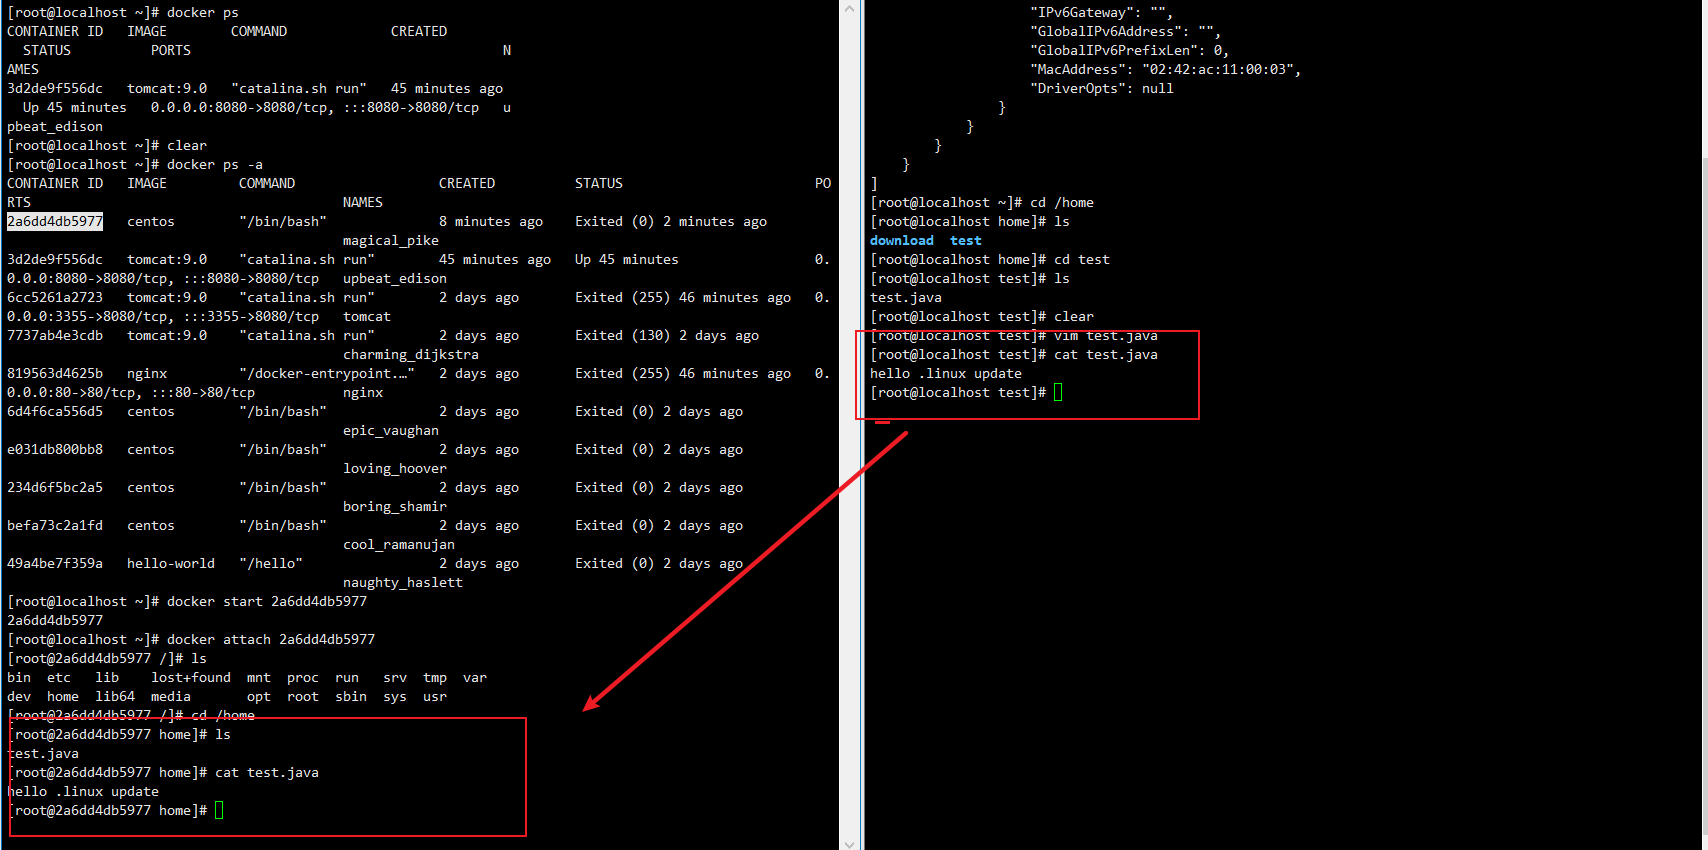 [root@localhost ~]# docker ps
CONTAINER ID   IMAGE        COMMAND             CREATED
  STATUS          PORTS                                       N
AMES
3d2de9f556dc   tomcat:9.0   "catalina.sh run"   45 minutes ago
  Up 45 minutes   0.0.0.0:8080->8080/tcp, :::8080->8080/tcp   u
pbeat_edison
[root@localhost ~]# clear
[root@localhost ~]# docker ps -a
CONTAINER ID   IMAGE         COMMAND                  CREATED          STATUS                        PO
RTS                                       NAMES
2a6dd4db5977   centos        "/bin/bash"              8 minutes ago    Exited (0) 2 minutes ago
                                          magical_pike
3d2de9f556dc   tomcat:9.0    "catalina.sh run"        45 minutes ago   Up 45 minutes                 0.
0.0.0:8080->8080/tcp, :::8080->8080/tcp   upbeat_edison
6cc5261a2723   tomcat:9.0    "catalina.sh run"        2 days ago       Exited (255) 46 minutes ago   0.
0.0.0:3355->8080/tcp, :::3355->8080/tcp   tomcat
7737ab4e3cdb   tomcat:9.0    "catalina.sh run"        2 days ago       Exited (130) 2 days ago
                                          charming_dijkstra
819563d4625b   nginx         "/docker-entrypoint.…"   2 days ago       Exited (255) 46 minutes ago   0.
0.0.0:80->80/tcp, :::80->80/tcp           nginx
6d4f6ca556d5   centos        "/bin/bash"              2 days ago       Exited (0) 2 days ago
                                          epic_vaughan
e031db800bb8   centos        "/bin/bash"              2 days ago       Exited (0) 2 days ago
                                          loving_hoover
234d6f5bc2a5   centos        "/bin/bash"              2 days ago       Exited (0) 2 days ago
                                          boring_shamir
befa73c2a1fd   centos        "/bin/bash"              2 days ago       Exited (0) 2 days ago
                                          cool_ramanujan
49a4be7f359a   hello-world   "/hello"                 2 days ago       Exited (0) 2 days ago
                                          naughty_haslett
[root@localhost ~]# docker start 2a6dd4db5977
2a6dd4db5977
[root@localhost ~]# docker attach 2a6dd4db5977
[root@2a6dd4db5977 /]# ls
bin  etc   lib    lost+found  mnt  proc  run   srv  tmp  var
dev  home  lib64  media       opt  root  sbin  sys  usr
[root@2a6dd4db5977 /]# cd /home
[root@2a6dd4db5977 home]# ls
test.java
[root@2a6dd4db5977 home]# cat test.java
hello .linux update
[root@2a6dd4db5977 home]#
"IPv6Gateway": "",
"GlobalIPv6Address": "",
"GlobalIPv6PrefixLen": 0,
"MacAddress": "02:42:ac:11:00:03",
"DriverOpts": null
}
}
}
}
]
[root@localhost ~]# cd /home
[root@localhost home]# ls
download  test
[root@localhost home]# cd test
[root@localhost test]# ls
test.java
[root@localhost test]# clear
[root@localhost test]# vim test.java
[root@localhost test]# cat test.java
hello .linux update
[root@localhost test]#